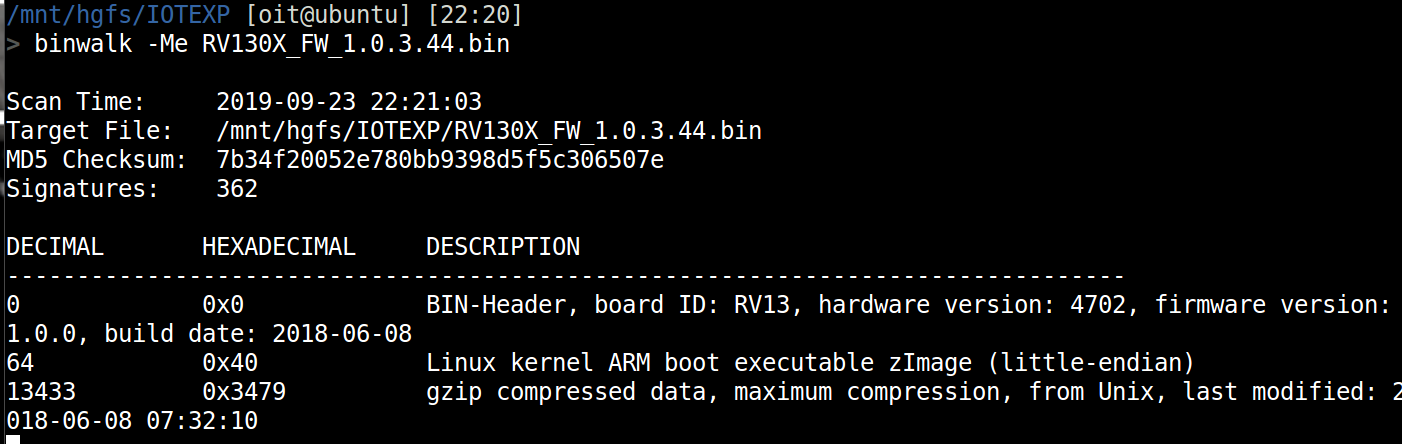 /mnt/hgfs/IOTEXP [oit@ubuntu] [22:20]
> binwalk -Me RV130X_FW_1.0.3.44.bin
Scan Time:     2019-09-23 22:21:03
Target File:   /mnt/hgfs/IOTEXP/RV130X_FW_1.0.3.44.bin
MD5 Checksum:  7b34f20052e780bb9398d5f5c306507e
Signatures:    362
DECIMAL       HEXADECIMAL     DESCRIPTION
--------------------------------------------------------------------------------
0             0x0             BIN-Header, board ID: RV13, hardware version: 4702, firmware version:
1.0.0, build date: 2018-06-08
64            0x40            Linux kernel ARM boot executable zImage (little-endian)
13433         0x3479          gzip compressed data, maximum compression, from Unix, last modified: 2
018-06-08 07:32:10